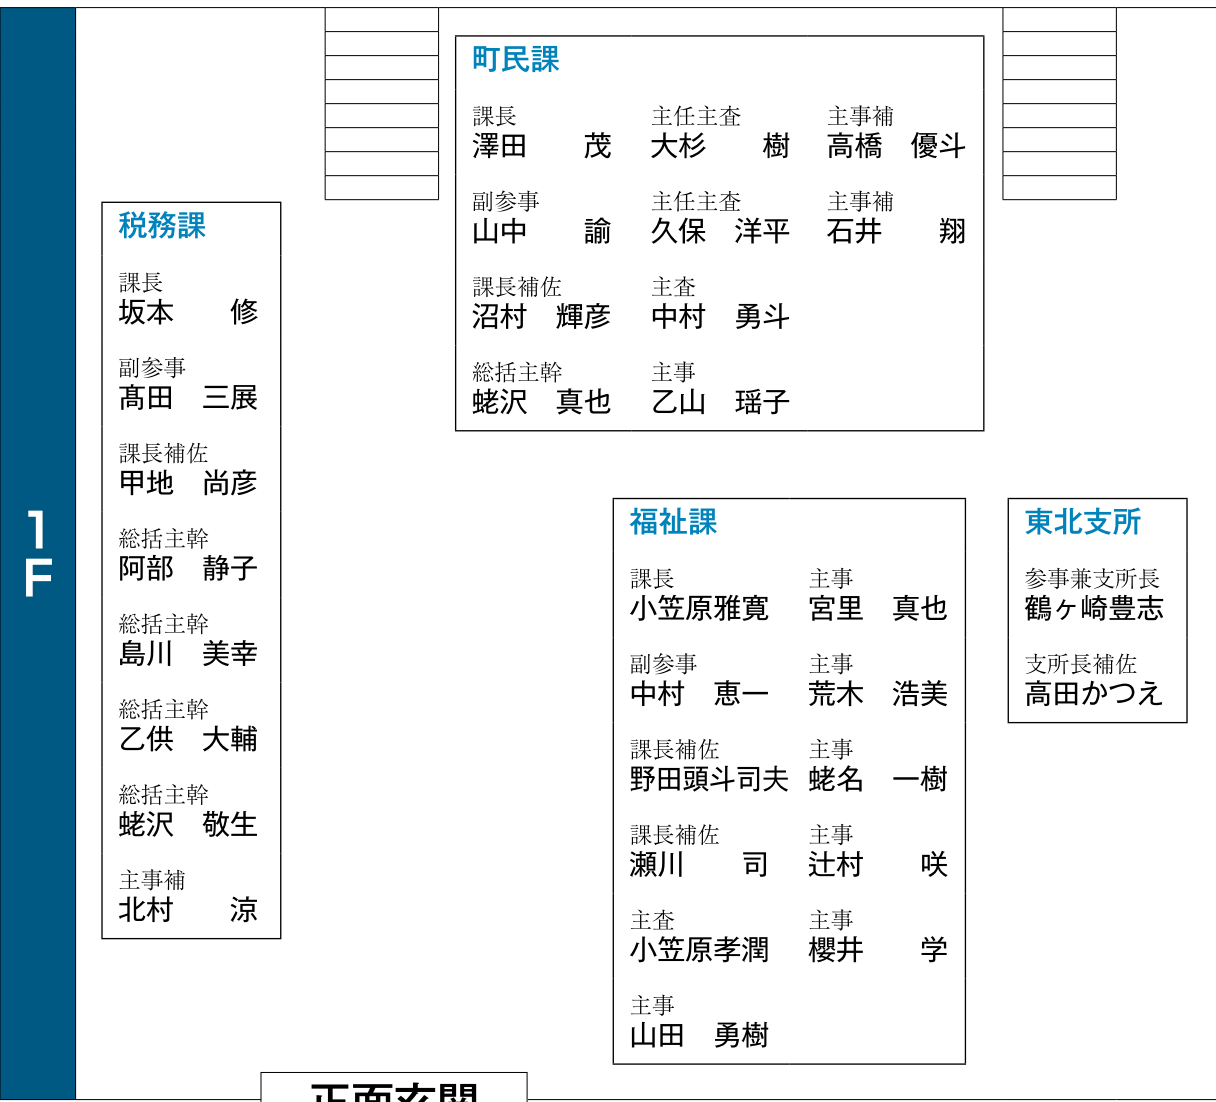 1F
町民課
課長 主任主査 主事補
澤田 茂 大杉 樹 高橋 優斗
副参事 主任主査 主事補
山中 諭 久保 洋平 石井 翔
課長補佐 主査
沼村 輝彦 中村 勇斗
総括主幹 主事
蛯沢 真也 乙山 瑶子
税務課
課長
坂本 修
副参事
髙田 三展
課長補佐
甲地 尚彦
総括主幹
阿部 静子
総括主幹
島川 美幸
総括主幹
乙供 大輔
総括主幹
蛯沢 敬生
主事補
北村 涼
福祉課
課長 主事
小笠原雅寛 宮里 真也
副参事 主事
中村 恵一 荒木 浩美
課長補佐 主事
野田頭斗司夫 蛯名 一樹
課長補佐 主事
瀬川 司 辻村 咲
主査 主事
小笠原孝潤 櫻井 学
主事
山田 勇樹
東北支所
参事兼支所長
鶴ヶ崎豊志
支所長補佐
高田かつえ
正面玄関